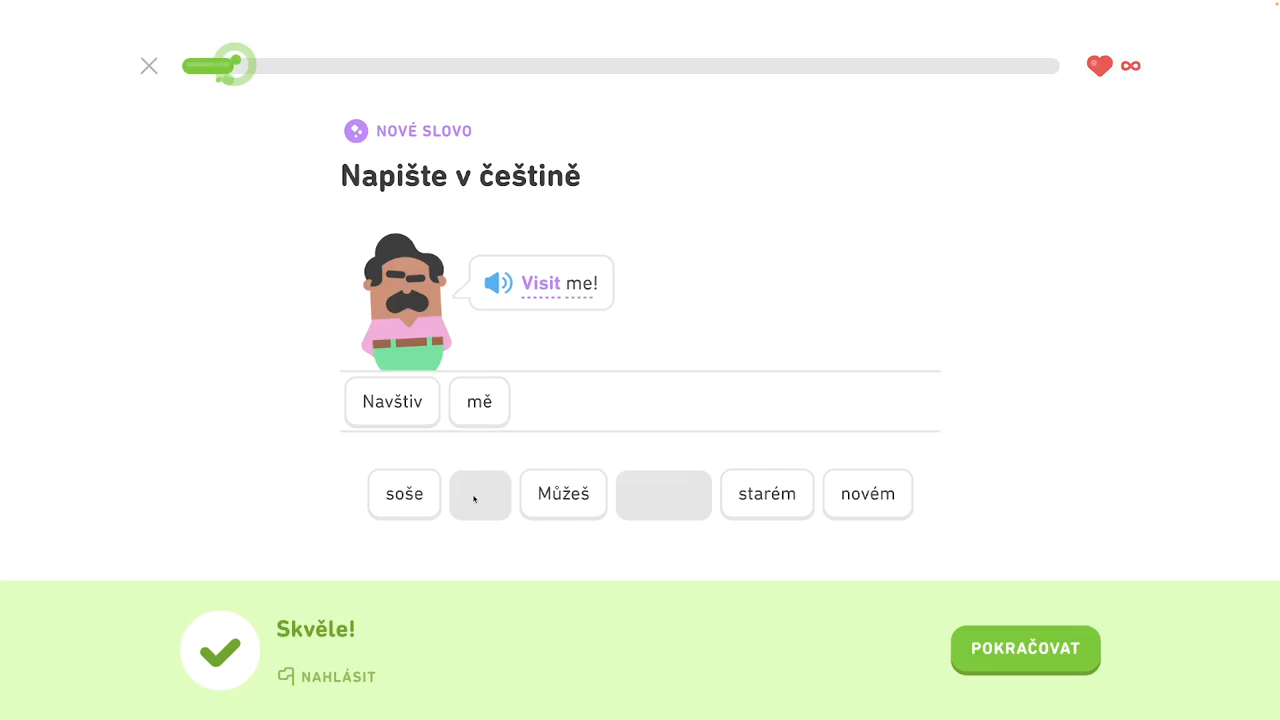 NOVÉ SLOVO
Napište v češtině
Visit me!
Navštiv mě
soše Můžeš starém novém
Skvěle!
NAHLÁSIT
POKRAČOVAT